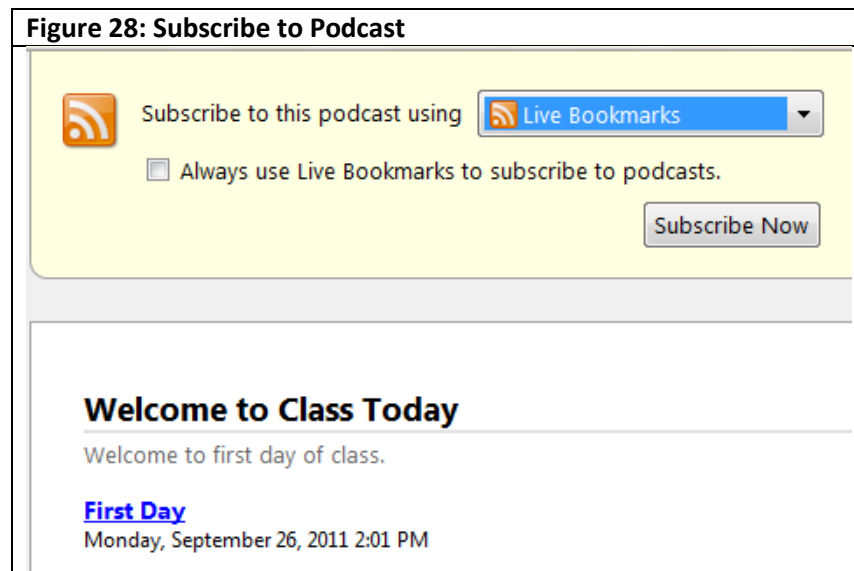 Figure 28: Subscribe to Podcast
Subscribe to this podcast using Live Bookmarks
Always use Live Bookmarks to subscribe to podcasts.
Subscribe Now
Welcome to Class Today
Welcome to first day of class.
First Day
Monday, September 26, 2011 2:01 PM